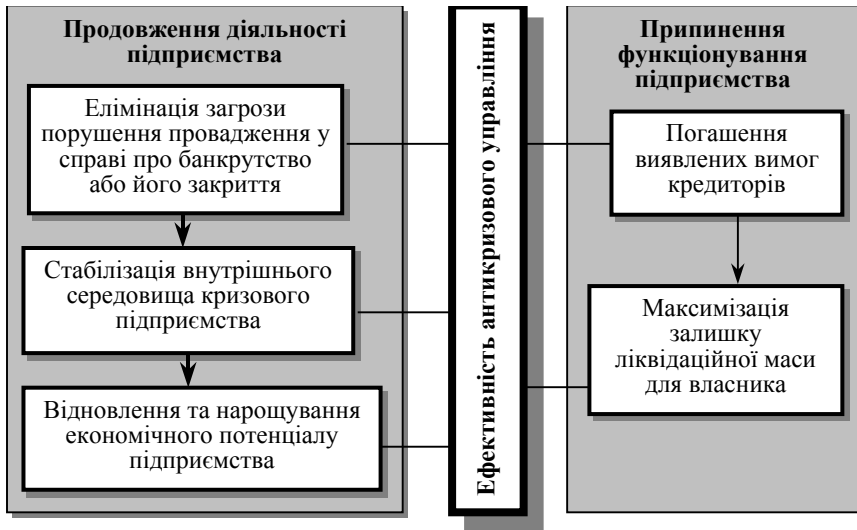 Продовження діяльності
підприємства
Елімінація загрози
порушення провадження у
справі про банкрутство
або його закриття
Стабілізація внутрішнього
середовища кризового
підприємства
Відновлення та нарощування
економічного потенціалу
підприємства
Ефективність антикризового управління
Припинення
функціонування
підприємства
Погашення
виявлених вимог
кредиторів
Максимізація
залишку
ліквідаційної маси
для власника